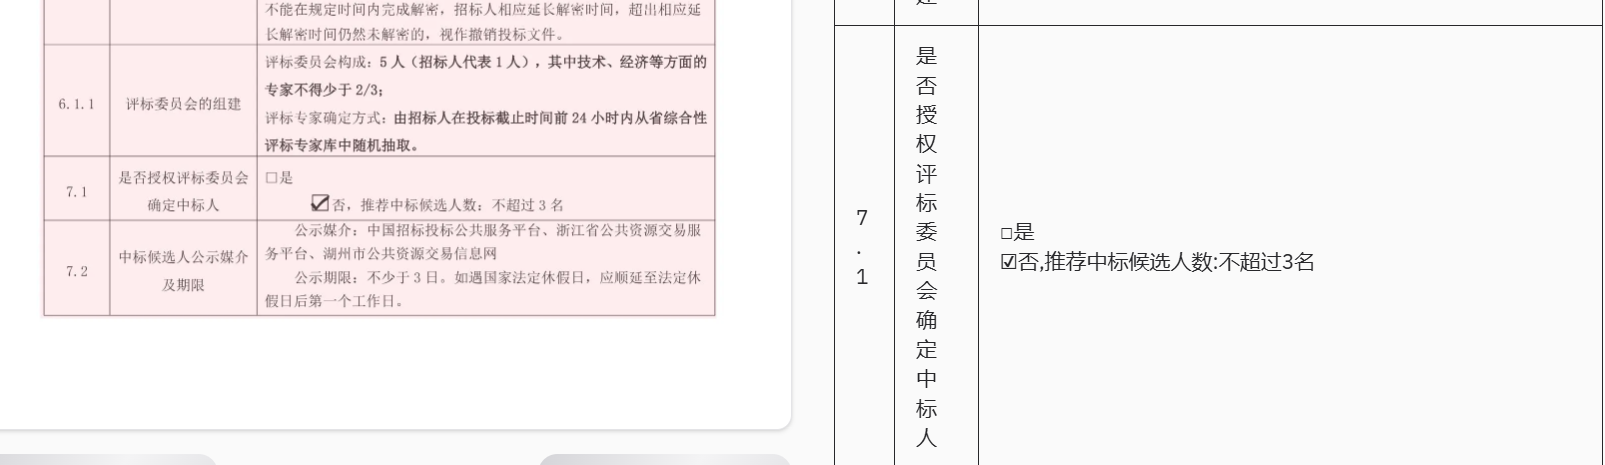 不能在规定时间内完成解密，招标人相应延长解密时间，超出相应延
长解密时间仍然未解密的，视作撤销投标文件。
6.1.1
评标委员会的组建
评标委员会构成：5 人（招标人代表 1 人），其中技术、经济等方面的
专家不得少于 2/3；
评标专家确定方式：由招标人在投标截止时间前 24 小时内从省综合性
评标专家库中随机抽取。
7.1
是否授权评标委员会
确定中标人
□是
☑否，推荐中标候选人数：不超过 3 名
7.2
中标候选人公示媒介
及期限
公示媒介：中国招标投标公共服务平台、浙江省公共资源交易服
务平台、湖州市公共资源交易信息网
公示期限：不少于 3 日。如遇国家法定休假日，应顺延至法定休
假日后第一个工作日。
7
.
1
是
否
授
权
评
标
委
员
会
确
定
中
标
人
□是
☑否,推荐中标候选人数:不超过3名